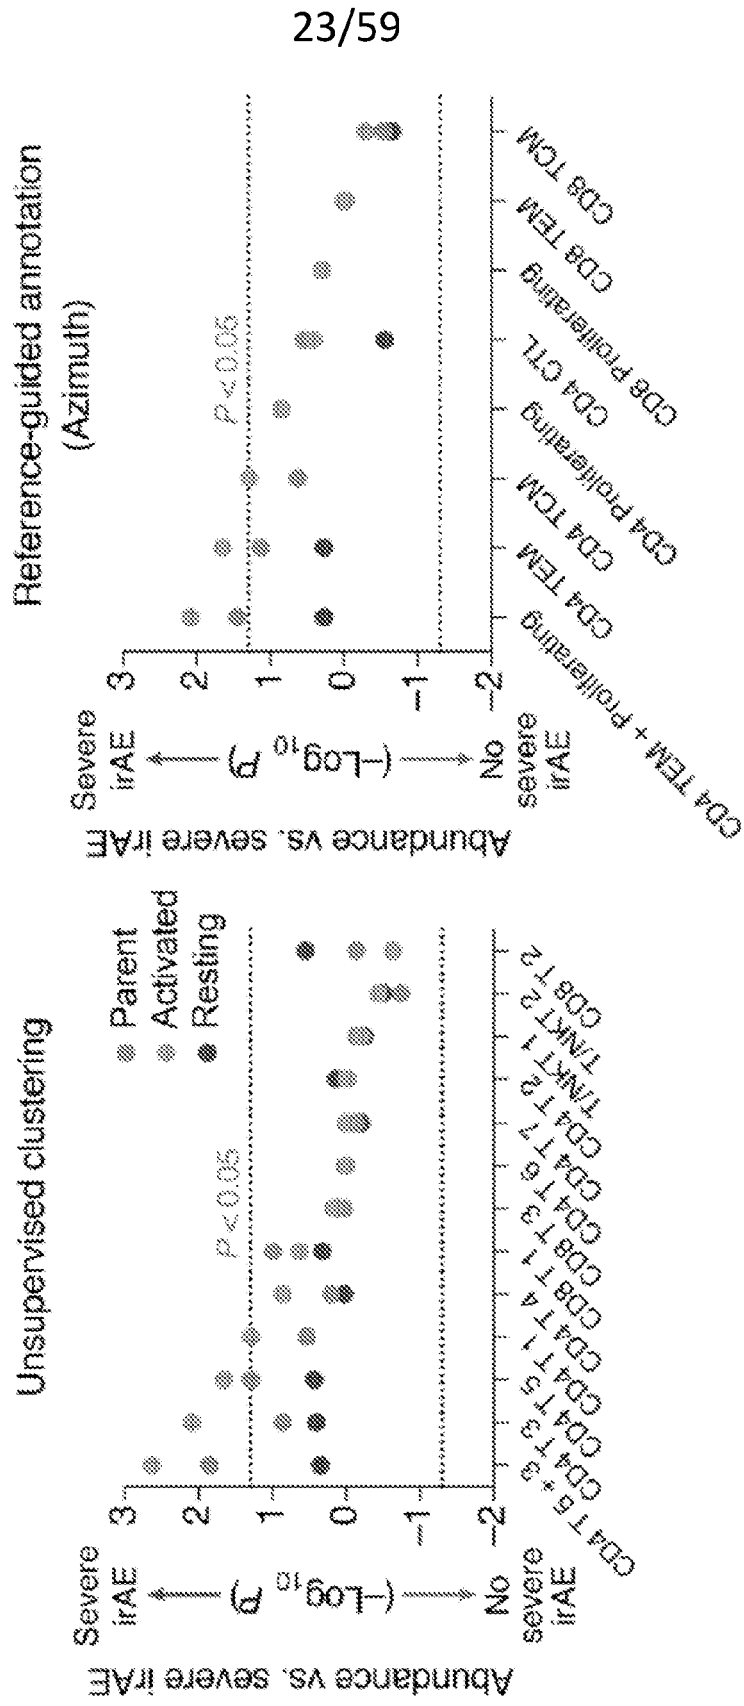 23/59
Unsupervised clustering
Abundance vs. severe irAE
(–Log10 P)
Severe
irAE
No
severe
irAE
3
2
1
0
–1
–2
P < 0.05
Parent
Activated
Resting
CD4 T 5 + 3
CD4 T 3
CD4 T 5
CD4 T 1
CD4 T 4
CD8 T 1
CD8 T 3
CD4 T 6
CD4 T 7
CD4 T 2
T/NKT 1
T/NKT 2
CD8 T 2
Reference-guided annotation
(Azimuth)
Abundance vs. severe irAE
(–Log10 P)
Severe
irAE
No
severe
irAE
3
2
1
0
–1
–2
P < 0.05
CD4 TEM + Proliferating
CD4 TEM
CD4 TCM
CD4 Proliferating
CD4 CTL
CD8 Proliferating
CD8 TEM
CD8 TCM